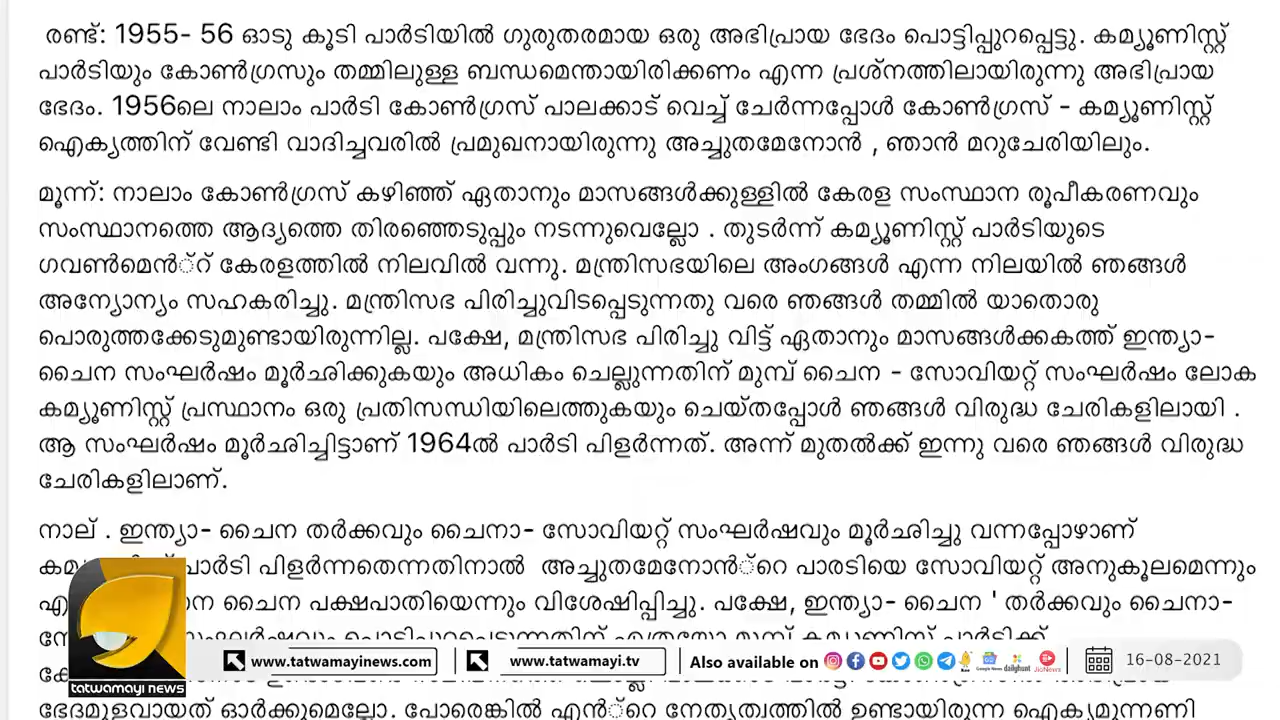 രണ്ട്: 1955- 56 ഓടു കൂടി പാർടിയിൽ ഗുരുതരമായ ഒരു അഭിപ്രായ ഭേദം പൊട്ടിപ്പുറപ്പെട്ടു. കമ്യൂണിസ്റ്റ്
പാർടിയും കോൺഗ്രസും തമ്മിലുള്ള ബന്ധമെന്തായിരിക്കണം എന്ന പ്രശ്നത്തിലായിരുന്നു അഭിപ്രായ
ഭേദം. 1956ലെ നാലാം പാർടി കോൺഗ്രസ് പാലക്കാട് വെച്ച് ചേർന്നപ്പോൾ കോൺഗ്രസ് - കമ്യൂണിസ്റ്റ്
ഐക്യത്തിന് വേണ്ടി വാദിച്ചവരിൽ പ്രമുഖനായിരുന്നു അച്ചുതമേനോൻ , ഞാൻ മറുചേരിയിലും.
മൂന്ന്: നാലാം കോൺഗ്രസ് കഴിഞ്ഞ് ഏതാനും മാസങ്ങൾക്കുള്ളിൽ കേരള സംസ്ഥാന രൂപീകരണവും
സംസ്ഥാനത്തെ ആദ്യത്തെ തിരഞ്ഞെടുപ്പും നടന്നുവെല്ലോ . തുടർന്ന് കമ്യൂണിസ്റ്റ് പാർടിയുടെ
ഗവൺമെൻ്റ് കേരളത്തിൽ നിലവിൽ വന്നു. മന്ത്രിസഭയിലെ അംഗങ്ങൾ എന്ന നിലയിൽ ഞങ്ങൾ
അന്യോന്യം സഹകരിച്ചു. മന്ത്രിസഭ പിരിച്ചുവിടപ്പെടുന്നതു വരെ ഞങ്ങൾ തമ്മിൽ യാതൊരു
പൊരുത്തക്കേടുമുണ്ടായിരുന്നില്ല. പക്ഷേ, മന്ത്രിസഭ പിരിച്ചു വിട്ട് ഏതാനും മാസങ്ങൾക്കകത്ത് ഇന്ത്യാ-
ചൈന സംഘർഷം മൂർഛിക്കുകയും അധികം ചെല്ലുന്നതിന് മുമ്പ് ചൈന - സോവിയറ്റ് സംഘർഷം ലോക
കമ്യൂണിസ്റ്റ് പ്രസ്ഥാനം ഒരു പ്രതിസന്ധിയിലെത്തുകയും ചെയ്തപ്പോൾ ഞങ്ങൾ വിരുദ്ധ ചേരികളിലായി .
ആ സംഘർഷം മൂർഛിച്ചിട്ടാണ് 1964ൽ പാർടി പിളർന്നത്. അന്ന് മുതൽക്ക് ഇന്നു വരെ ഞങ്ങൾ വിരുദ്ധ
ചേരികളിലാണ്.
നാല് . ഇന്ത്യാ- ചൈന തർക്കവും ചൈനാ- സോവിയറ്റ് സംഘർഷവും മൂർഛിച്ചു വന്നപ്പോഴാണ്
പാർടി പിളർന്നതെന്നതിനാൽ അച്ചുതമേനോൻ്റെ പാരടിയെ സോവിയറ്റ് അനുകൂലമെന്നും
ചൈന പക്ഷപാതിയെന്നും വിശേഷിപ്പിച്ചു. പക്ഷേ, ഇന്ത്യാ- ചൈന ' തർക്കവും ചൈനാ-
ഭേദമുളവായത് ഓർക്കുമെല്ലോ. പോരെങ്കിൽ എൻ്റെ നേതൃത്വത്തിൽ ഉണ്ടായിരുന്ന ഐക്യമുന്നണി
tatwamayi news
www.tatwamayinews.com
www.tatwamayi.tv
Also available on
16-08-2021